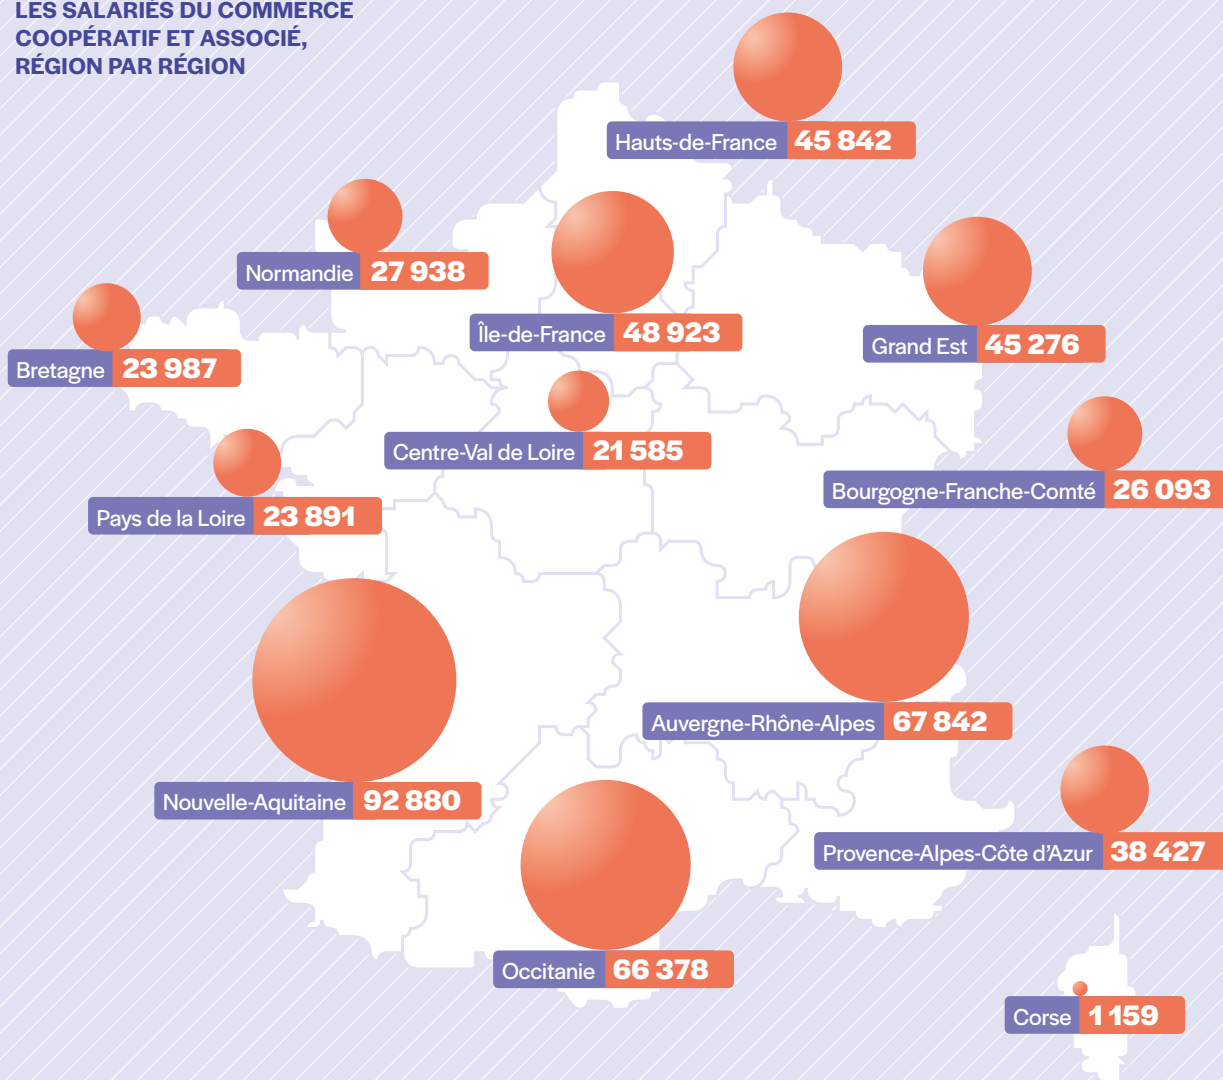 LES SALARIÉS DU COMMERCE
COOPÉRATIF ET ASSOCIÉ,
RÉGION PAR RÉGION
Hauts-de-France 45 842
Normandie 27 938
Île-de-France 48 923
Grand Est 45 276
Bretagne 23 987
Centre-Val de Loire 21 585
Bourgogne-Franche-Comté 26 093
Pays de la Loire 23 891
Auvergne-Rhône-Alpes 67 842
Nouvelle-Aquitaine 92 880
Provence-Alpes-Côte d'Azur 38 427
Occitanie 66 378
Corse 1 159